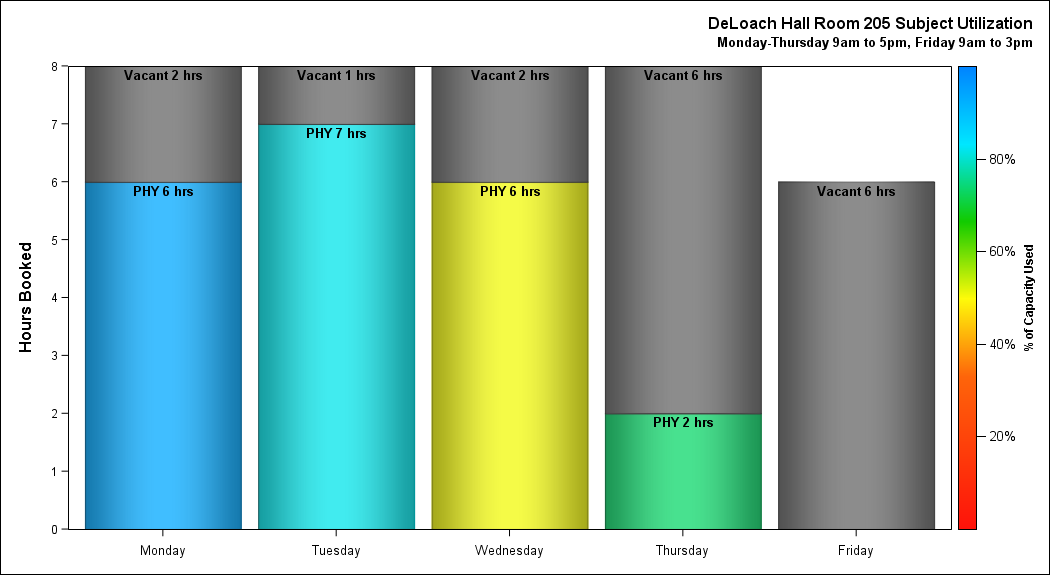 DeLoach Hall Room 205 Subject Utilization
Monday-Thursday 9am to 5pm, Friday 9am to 3pm
Hours Booked
8
7
6
5
4
3
2
1
0
Vacant 2 hrs
PHY 6 hrs
Vacant 1 hrs
PHY 7 hrs
Vacant 2 hrs
PHY 6 hrs
Vacant 6 hrs
PHY 2 hrs
Vacant 6 hrs
Monday
Tuesday
Wednesday
Thursday
Friday
80%
60%
40%
20%
% of Capacity Used